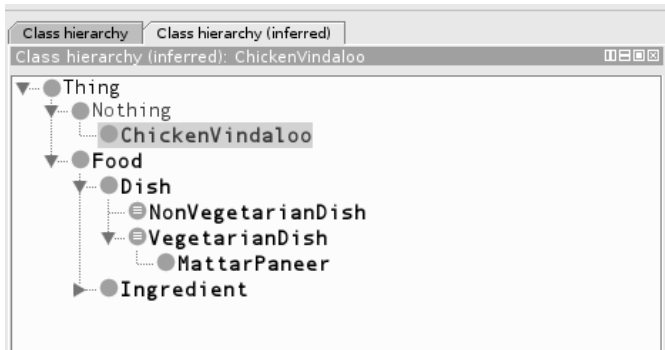 Class hierarchy Class hierarchy (inferred)
Class hierarchy (inferred): ChickenVindaloo
Thing
Nothing
ChickenVindaloo
Food
Dish
NonVegetarianDish
VegetarianDish
MattarPaneer
Ingredient